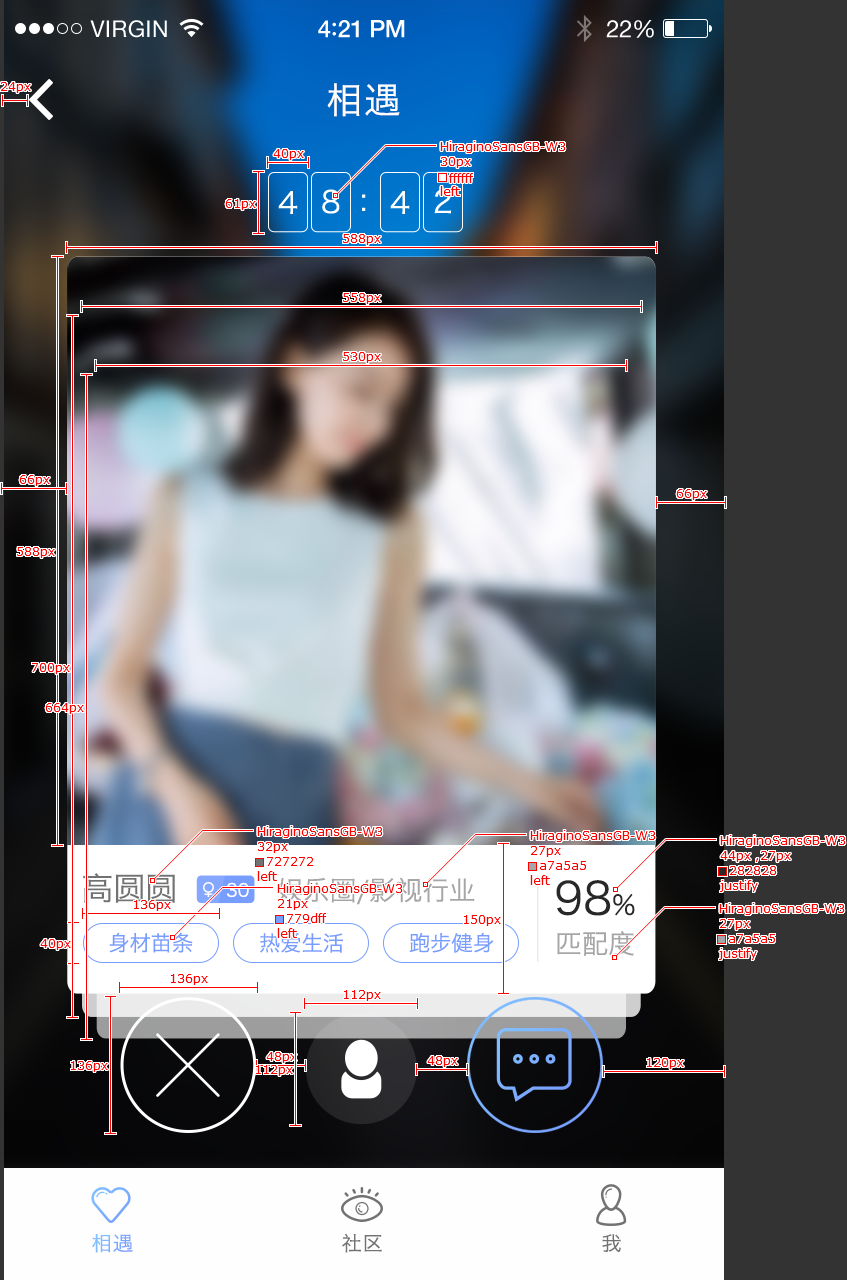 VIRGIN 4:21 PM 22%
24px
相遇
40px
HiraginoSansGB-W3
30px
ffffff
left
61px
48:42
588px
558px
530px
66px
66px
588px
700px
664px
HiraginoSansGB-W3
32px
727272
left
HiraginoSansGB-W3
27px
a7a5a5
left
HiraginoSansGB-W3
44px ,27px
282828
justify
高圆圆 ♀ 30 娱乐圈/影视行业
98%
HiraginoSansGB-W3
21px
779dff
left
HiraginoSansGB-W3
27px
a7a5a5
justify
136px
150px
40px
身材苗条 热爱生活 跑步健身
匹配度
136px
112px
136px
48px
112px
48px
120px
相遇 社区 我